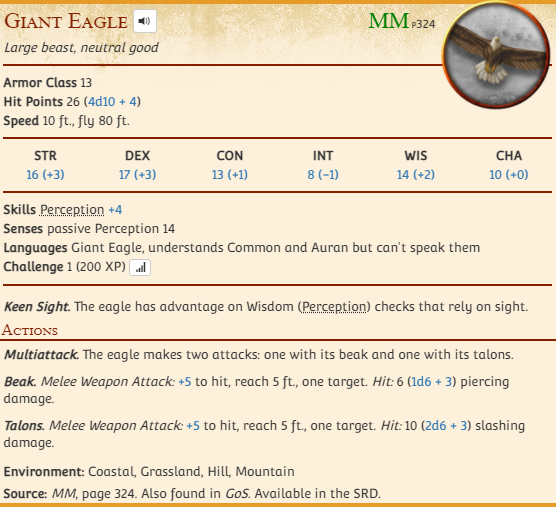 Giant Eagle MM P324
Large beast, neutral good
Armor Class 13
Hit Points 26 (4d10 + 4)
Speed 10 ft., fly 80 ft.
STR DEX CON INT WIS CHA
16 (+3) 17 (+3) 13 (+1) 8 (−1) 14 (+2) 10 (+0)
Skills Perception +4
Senses passive Perception 14
Languages Giant Eagle, understands Common and Auran but can't speak them
Challenge 1 (200 XP)
Keen Sight. The eagle has advantage on Wisdom (Perception) checks that rely on sight.
Actions
Multiattack. The eagle makes two attacks: one with its beak and one with its talons.
Beak. Melee Weapon Attack: +5 to hit, reach 5 ft., one target. Hit: 6 (1d6 + 3) piercing
damage.
Talons. Melee Weapon Attack: +5 to hit, reach 5 ft., one target. Hit: 10 (2d6 + 3) slashing
damage.
Environment: Coastal, Grassland, Hill, Mountain
Source: MM, page 324. Also found in GoS. Available in the SRD.